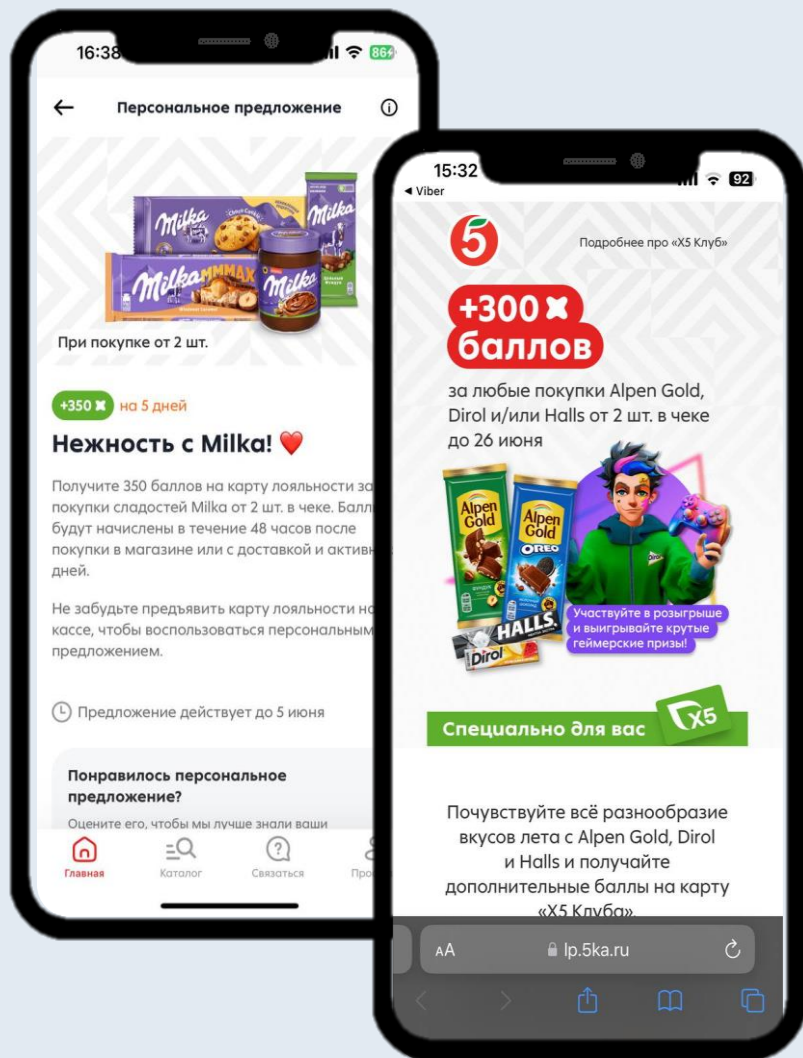 16:38
86
Персональное предложение
Milka
Choco Cookie
Milka
Milka MMMAX
Milka
При покупке от 2 шт.
+350
на 5 дней
Нежность с Milka! ❤️
Получите 350 баллов на карту лояльности за
покупки сладостей Milka от 2 шт. в чеке. Балл
будут начислены в течение 48 часов после
покупки в магазине или с доставкой и активн
дней.
Не забудьте предъявить карту лояльности на
кассе, чтобы воспользоваться персональным
предложением.
Предложение действует до 5 июня
Понравилось персональное
предложение?
Оцените его, чтобы мы лучше знали ваши
Главная
Каталог
Связаться
Про
15:32
92
◄ Viber
5
Подробнее про «X5 Клуб»
+300
баллов
за любые покупки Alpen Gold,
Dirol и/или Halls от 2 шт. в чеке
до 26 июня
Alpen
Gold
Alpen
Gold
OREO
HALLS
Dirol
Dirol
Участвуйте в розыгрыше
и выигрывайте крутые
геймерские призы!
Специально для вас
X5
Почувствуйте всё разнообразие
вкусов лета с Alpen Gold, Dirol
и Halls и получайте
дополнительные баллы на карту
«X5 Клуба».
AA
lp.5ka.ru